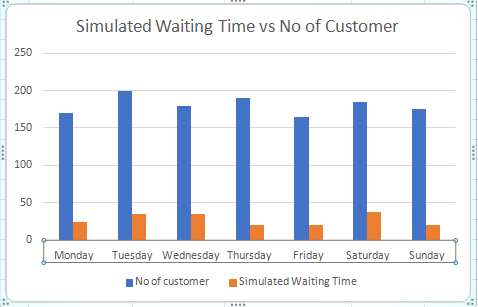 Simulated Waiting Time vs No of Customer
250
200
150
100
50
0
Monday Tuesday Wednesday Thursday Friday Saturday Sunday
No of customer Simulated Waiting Time